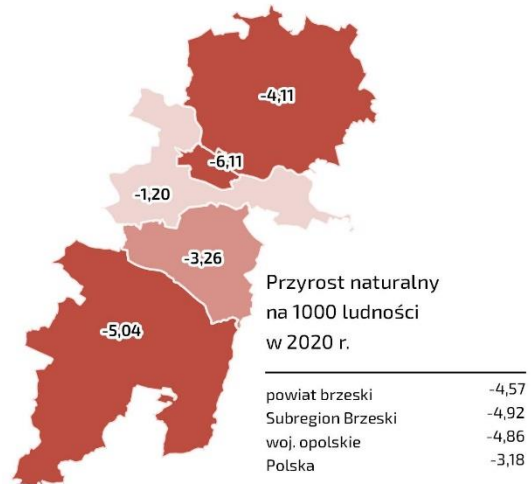 -4,11
-6,11
-1,20
-3,26
-5,04
Przyrost naturalny
na 1000 ludności
w 2020 r.
powiat brzeski -4,57
Subregion Brzeski -4,92
woj. opolskie -4,86
Polska -3,18